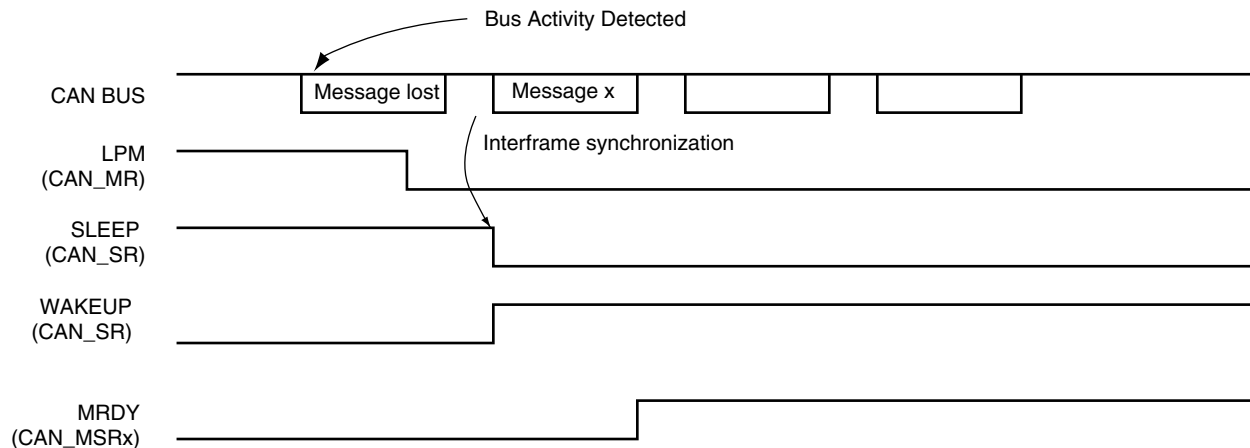 Bus Activity Detected
CAN BUS
Message lost
Message x
Interframe synchronization
LPM
(CAN_MR)
SLEEP
(CAN_SR)
WAKEUP
(CAN_SR)
MRDY
(CAN_MSRx)